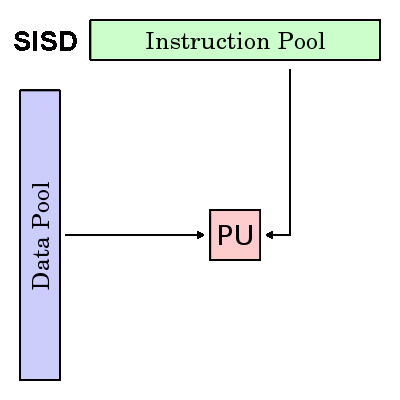 SISD
Instruction Pool
Data Pool
PU